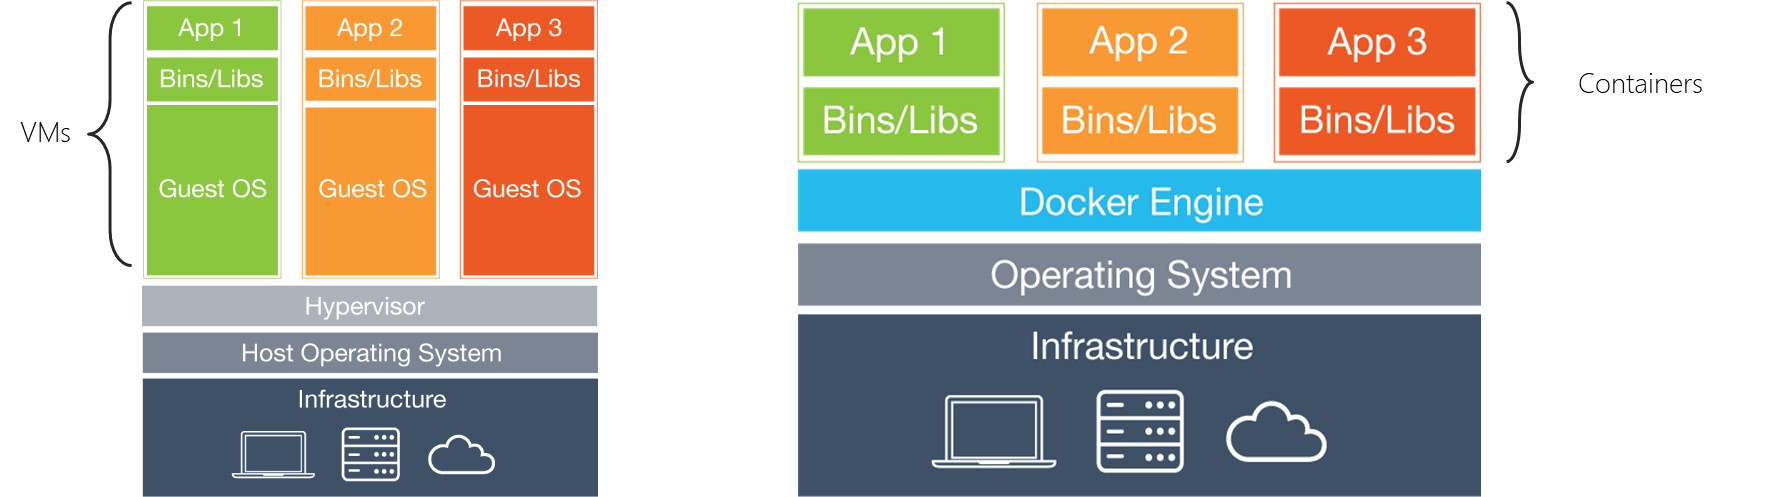 VMs
App 1
App 2
App 3
Bins/Libs
Bins/Libs
Bins/Libs
Guest OS
Guest OS
Guest OS
Hypervisor
Host Operating System
Infrastructure
App 1
App 2
App 3
Bins/Libs
Bins/Libs
Bins/Libs
Containers
Docker Engine
Operating System
Infrastructure